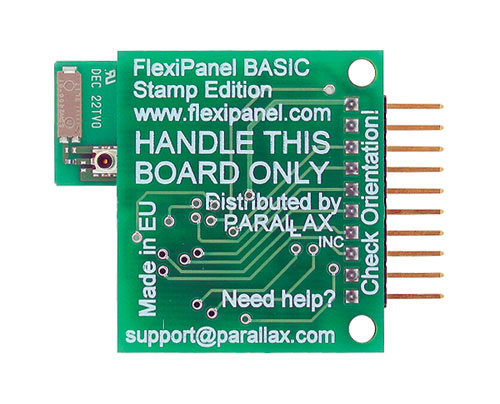 FlexiPanel BASIC
Stamp Edition
www.flexipanel.com
HANDLE THIS
BOARD ONLY
Distributed by
PARALLAX
INC
Made in EU
Check Orientation!
Need help?
support@parallax.com
DEC 22TVO